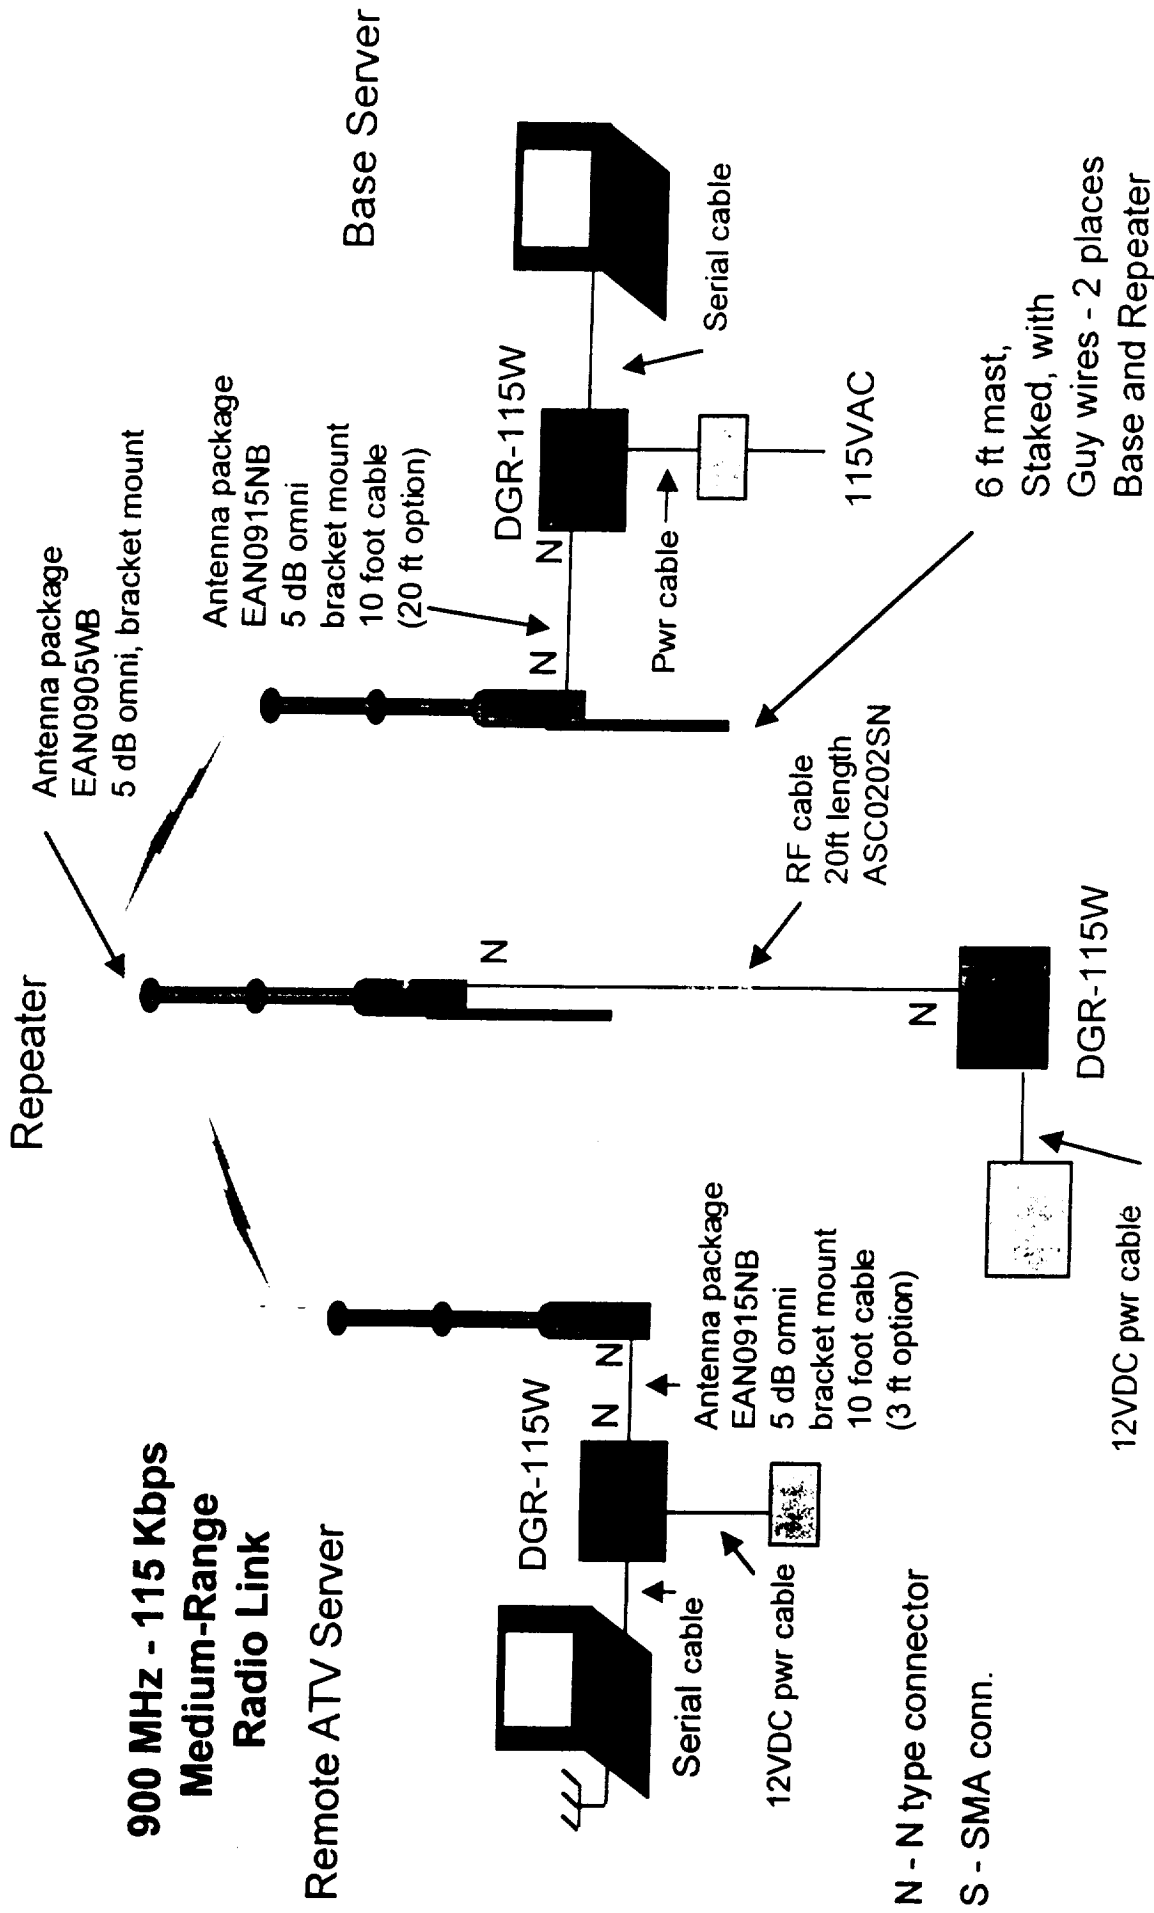 900 MHz - 115 Kbps
Medium-Range
Radio Link
Remote ATV Server
DGR-115W
N
N
Serial cable
12VDC pwr cable
Antenna package
EAN0915NB
5 dB omni
bracket mount
10 foot cable
(3 ft option)
N - N type connector
S - SMA conn.
Repeater
Antenna package
EAN0905WB
5 dB omni, bracket mount
N
RF cable
20ft length
ASC0202SN
N
DGR-115W
12VDC pwr cable
Base Server
Antenna package
EAN0915NB
5 dB omni
bracket mount
10 foot cable
(20 ft option)
DGR-115W
N
N
Serial cable
Pwr cable
115VAC
6 ft mast,
Staked, with
Guy wires - 2 places
Base and Repeater